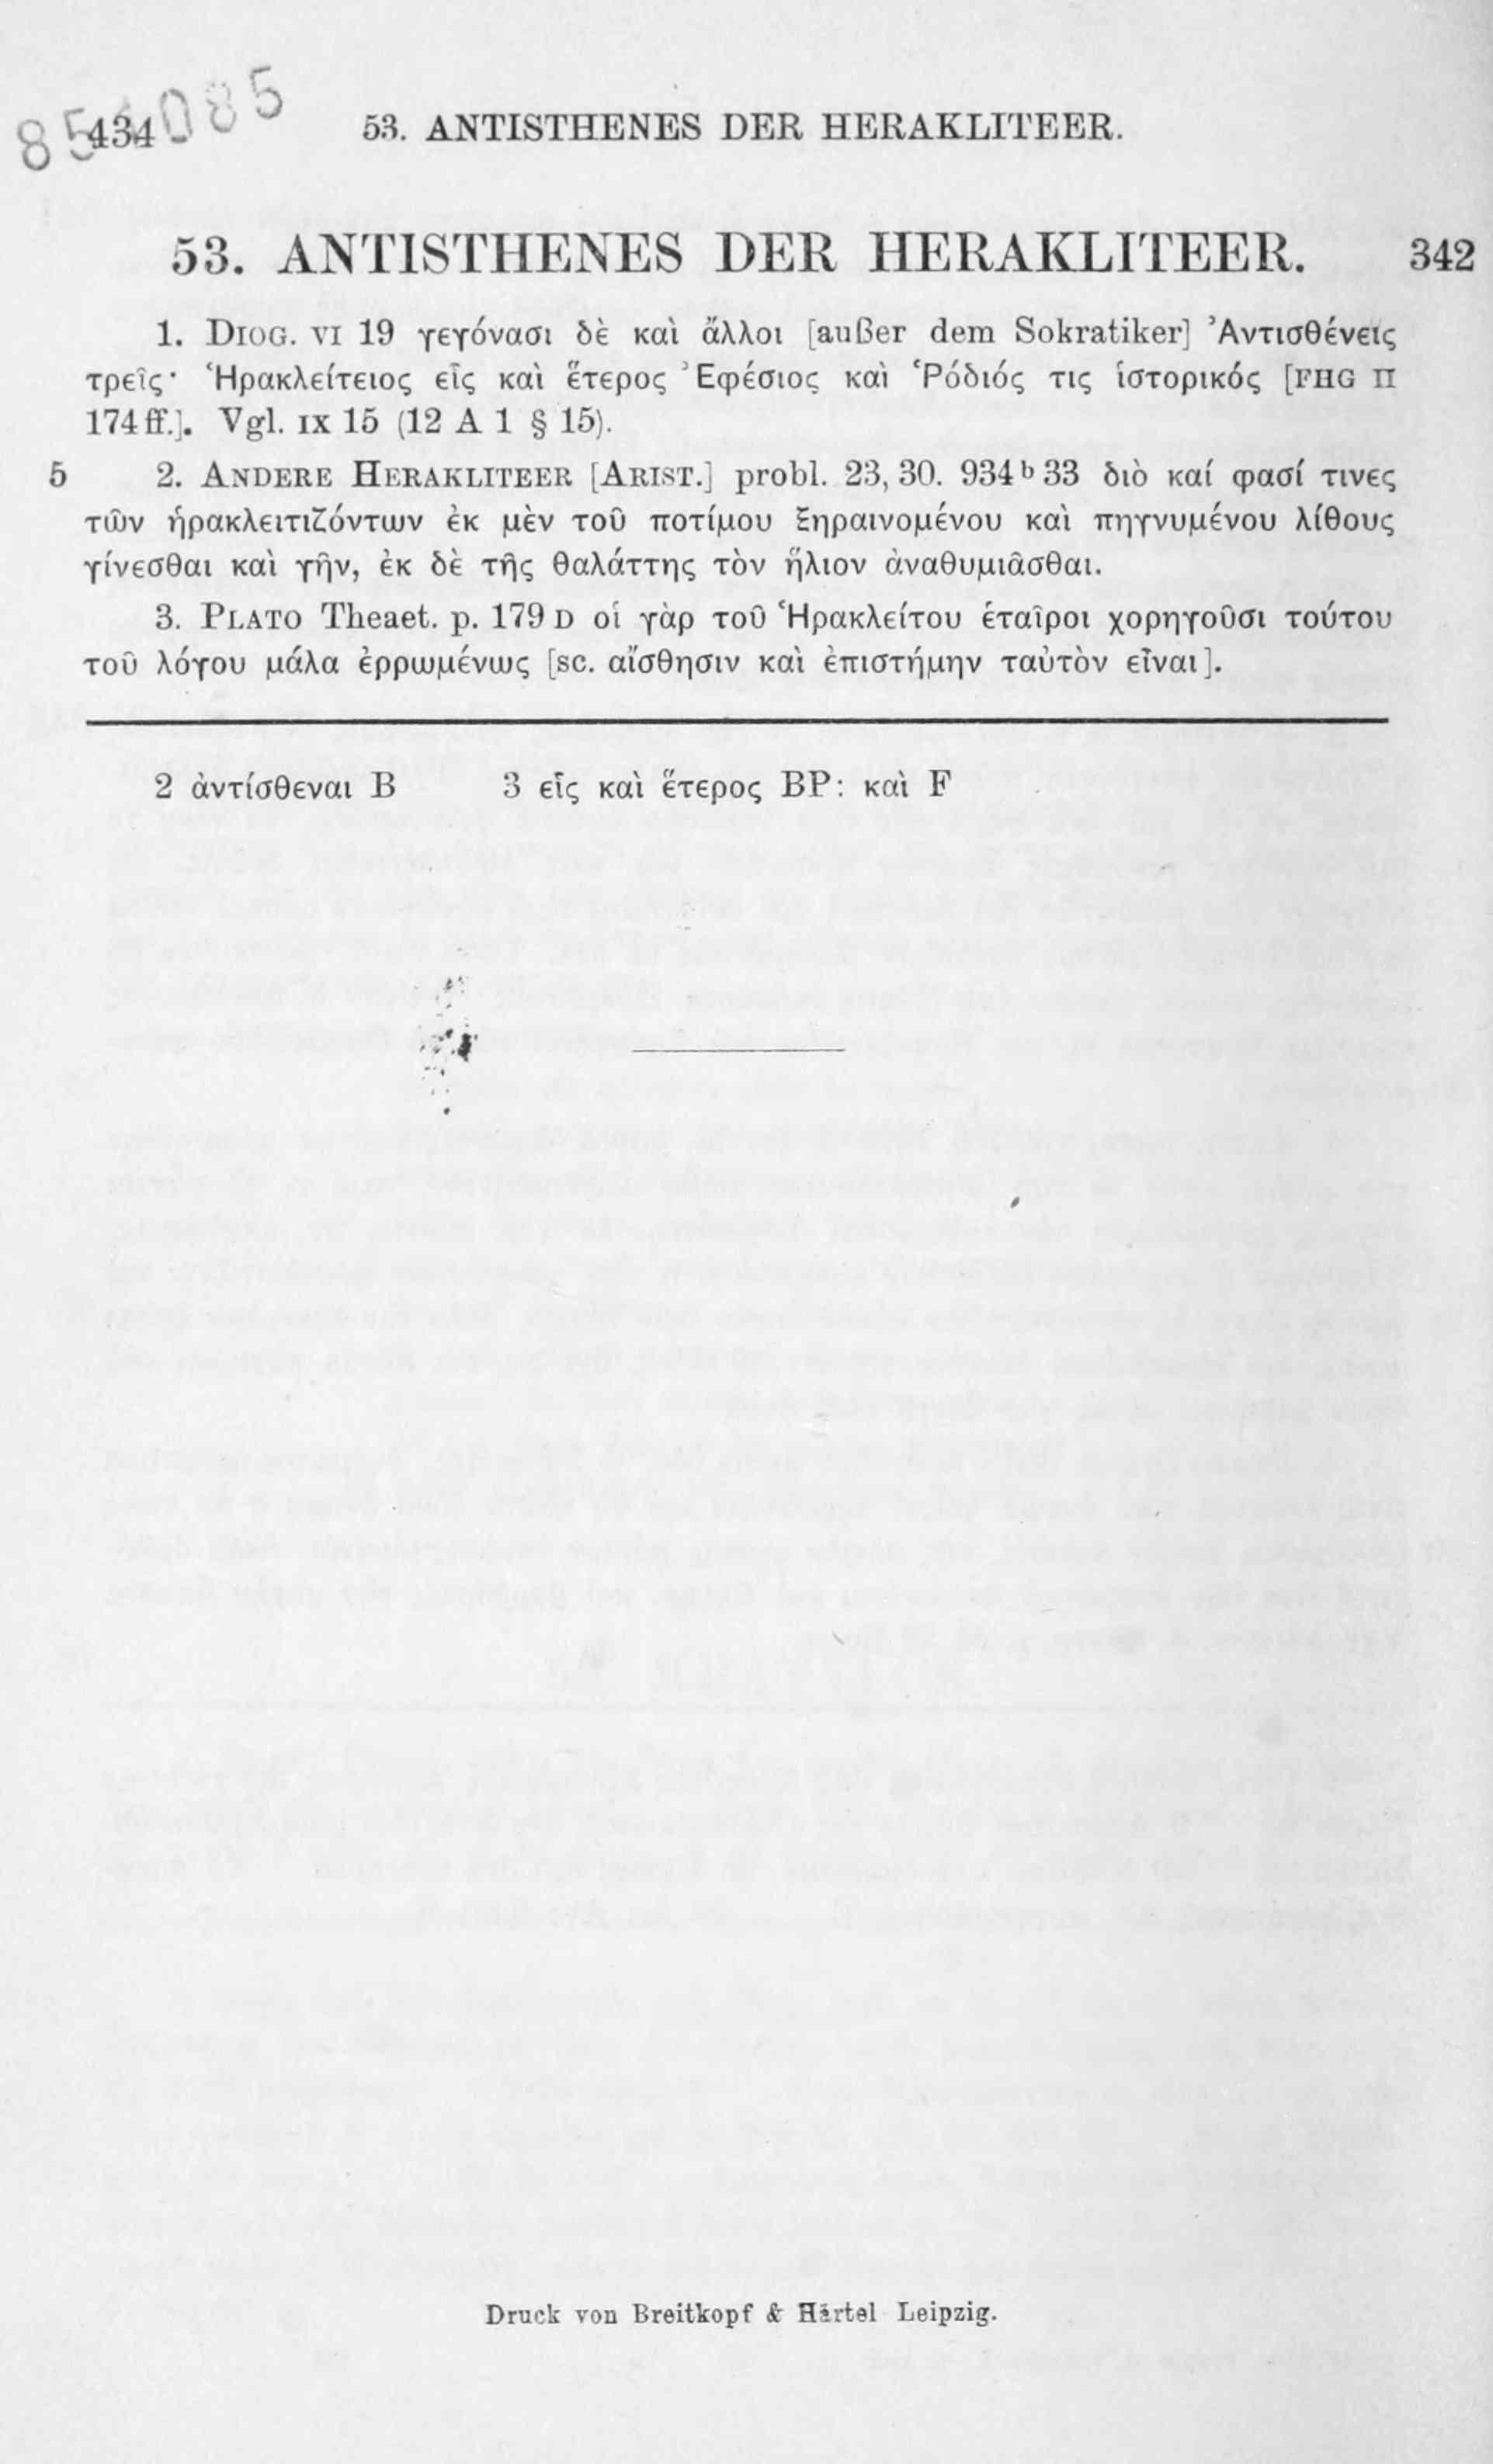 854085
434 53. ANTISTHENES DER HERAKLITEER.
53. ANTISTHENES DER HERAKLITEER. 342
1. Diog. vi 19 γεγόνασι δὲ καὶ ἄλλοι [außer dem Sokratiker] Ἀντισθένεις
τρεῖς· Ἡρακλείτειος εἷς καὶ ἕτερος Ἐφέσιος καὶ Ῥόδιός τις ἱστορικός [FHG II
174 ff.]. Vgl. ix 15 (12 A 1 § 15).
5 2. Andere Herakliteer [Arist.] probl. 23, 30. 934ᵇ 33 διὸ καί φασί τινες
τῶν ἡρακλειτιζόντων ἐκ μὲν τοῦ ποτίμου ξηραινομένου καὶ πηγνυμένου λίθους
γίνεσθαι καὶ γῆν, ἐκ δὲ τῆς θαλάττης τὸν ἥλιον ἀναθυμιᾶσθαι.
3. Plato Theaet. p. 179 D οἱ γὰρ τοῦ Ἡρακλείτου ἑταῖροι χορηγοῦσι τούτου
τοῦ λόγου μάλα ἐρρωμένως [sc. αἴσθησιν καὶ ἐπιστήμην ταὐτὸν εἶναι].
2 ἀντίσθεναι B 3 εἷς καὶ ἕτερος BP: καὶ F
Druck von Breitkopf & Härtel Leipzig.